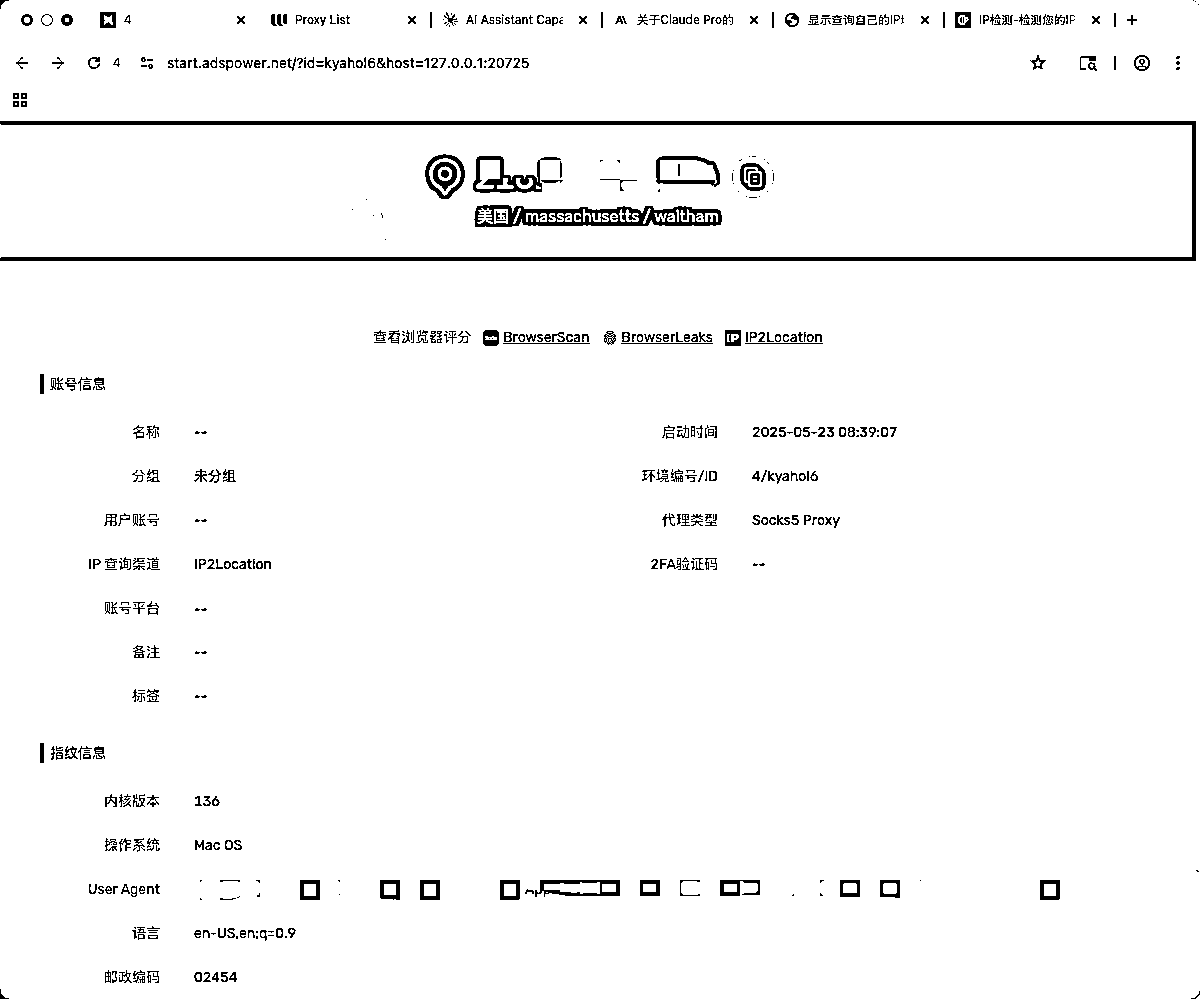 4
Proxy List
AI Assistant Capa
关于Claude Pro的
显示查询自己的IP
IP检测-检测您的IP
4
start.adspower.net/?id=kyahol6&host=127.0.0.1:20725
美国 / massachusetts / waltham
查看浏览器评分 BrowserScan BrowserLeaks IP2Location
账号信息
名称 --
启动时间 2025-05-23 08:39:07
分组 未分组
环境编号/ID 4/kyahol6
用户账号 --
代理类型 Socks5 Proxy
IP 查询渠道 IP2Location
2FA验证码 --
账号平台 --
备注 --
标签 --
指纹信息
内核版本 136
操作系统 Mac OS
User Agent
语言 en-US,en;q=0.9
邮政编码 02454